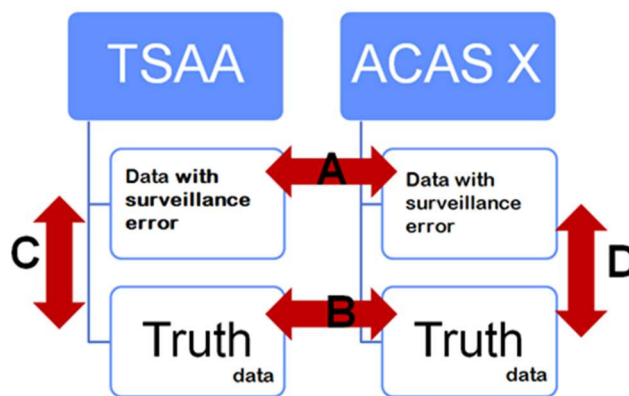 TSAA
ACAS X
Data with
surveillance
error
A
Data with
surveillance
error
C
D
Truth
data
B
Truth
data